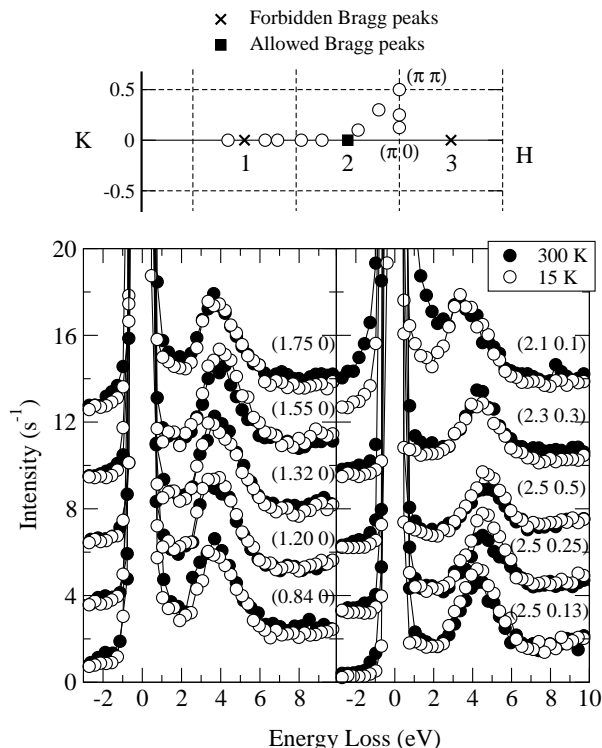 × Forbidden Bragg peaks
■ Allowed Bragg peaks
(π π)
0.5
K
0
(π 0)
1
2
3
H
-0.5
20
● 300 K
○ 15 K
16
(1.75 0)
(2.1 0.1)
12
(1.55 0)
(2.3 0.3)
Intensity (s⁻¹)
8
(1.32 0)
(2.5 0.5)
(1.20 0)
(2.5 0.25)
4
(0.84 0)
(2.5 0.13)
0
-2 0 2 4 6 8 -2 0 2 4 6 8 10
Energy Loss (eV)